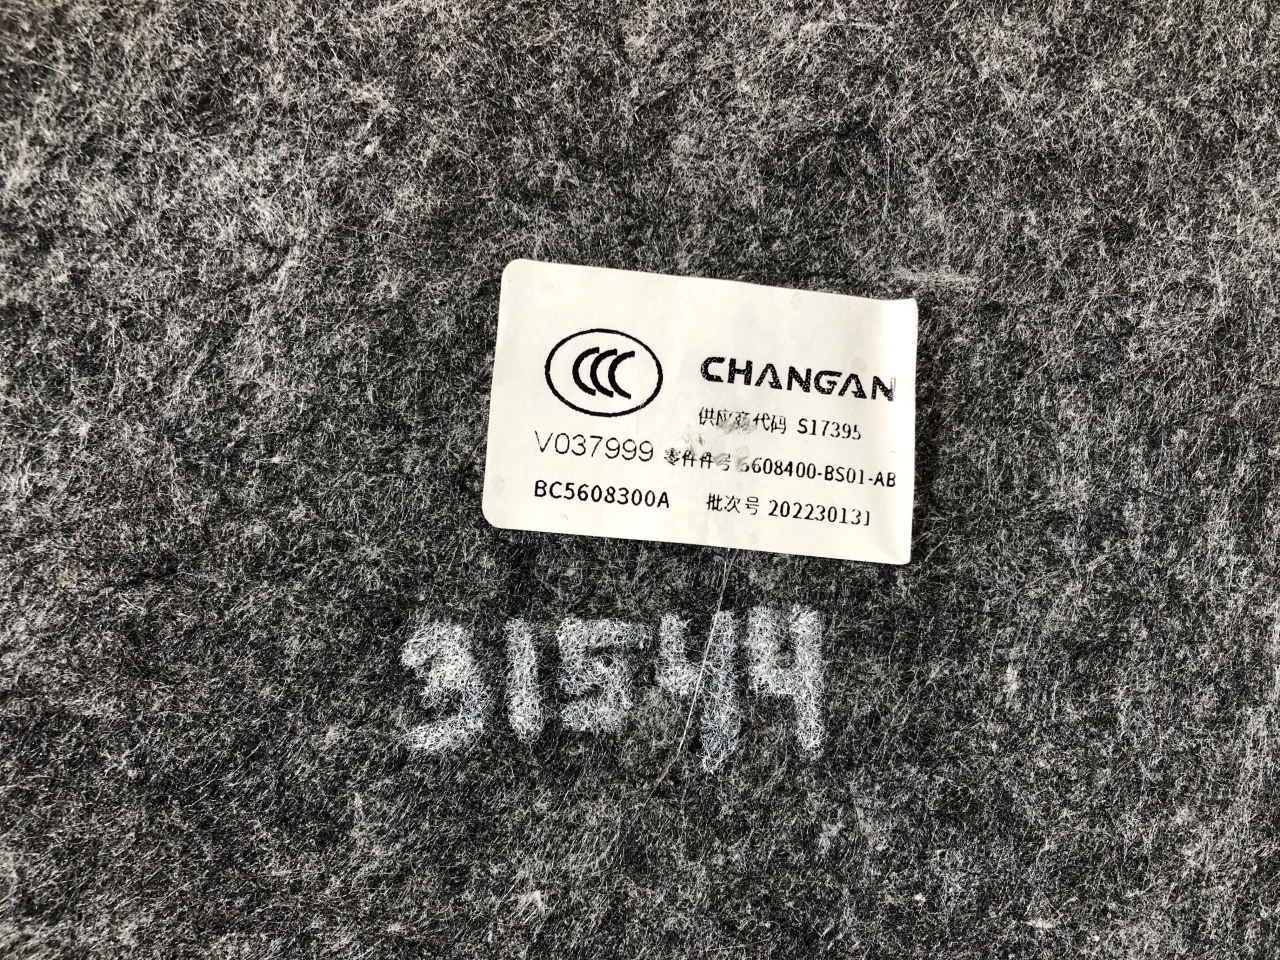 CCC
CHANGAN
供应商代码 S17395
V037999
零件件号 5608400-BS01-AB
BC5608300A
批次号 202230131
31544